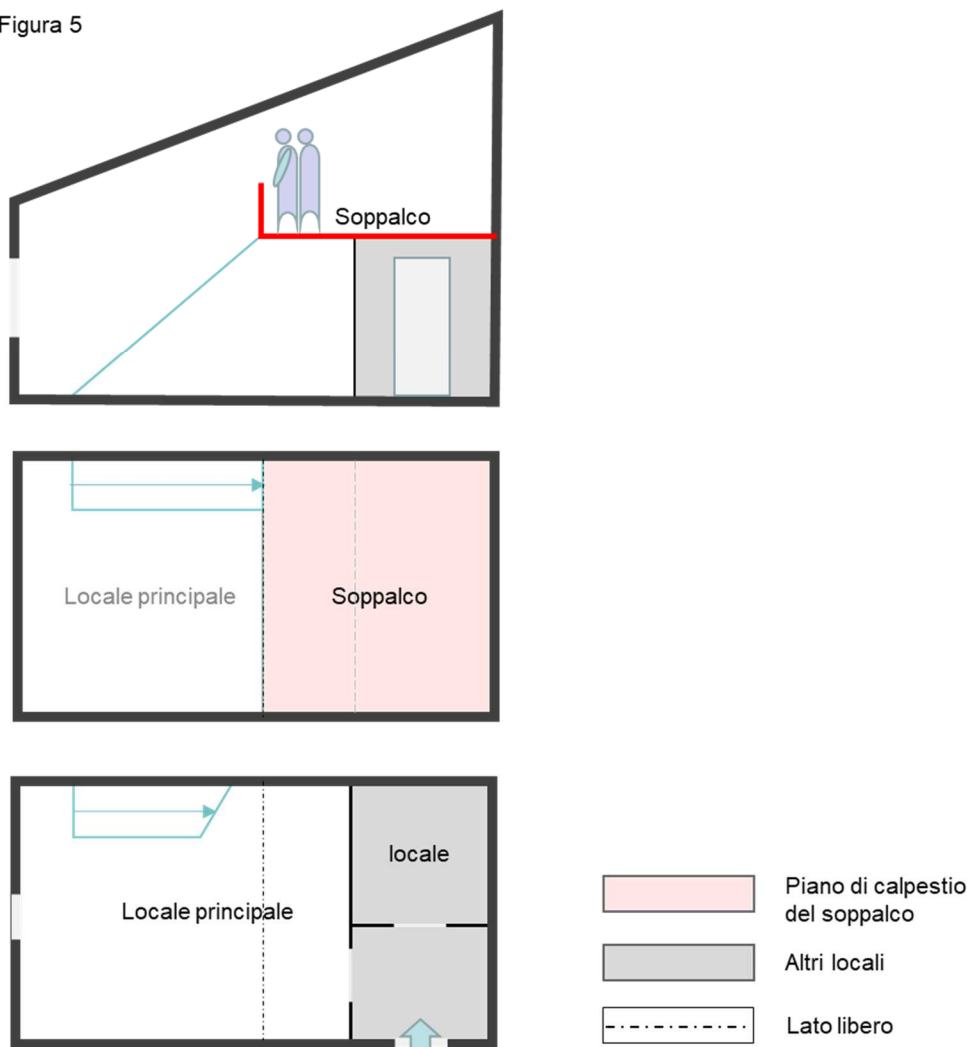 Figura 5
Soppalco
Locale principale
Soppalco
locale
Locale principale
Piano di calpestio
del soppalco
Altri locali
Lato libero